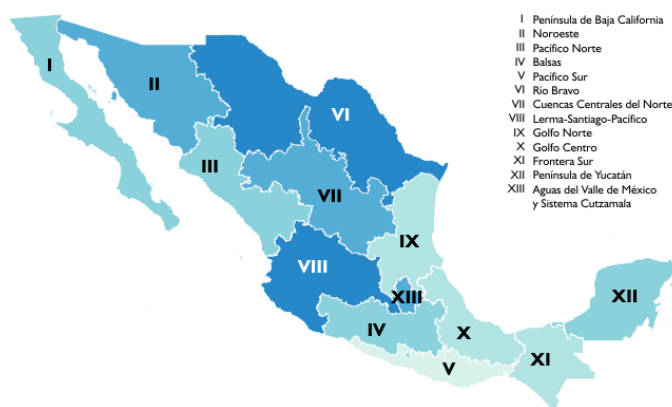 I Península de Baja California
II Noroeste
III Pacífico Norte
IV Balsas
V Pacífico Sur
VI Río Bravo
VII Cuencas Centrales del Norte
VIII Lerma-Santiago-Pacífico
IX Golfo Norte
X Golfo Centro
XI Frontera Sur
XII Península de Yucatán
XIII Aguas del Valle de México
y Sistema Cutzamala
I
II
VI
III
VII
IX
VIII
XIII
XII
IV
X
XI
V